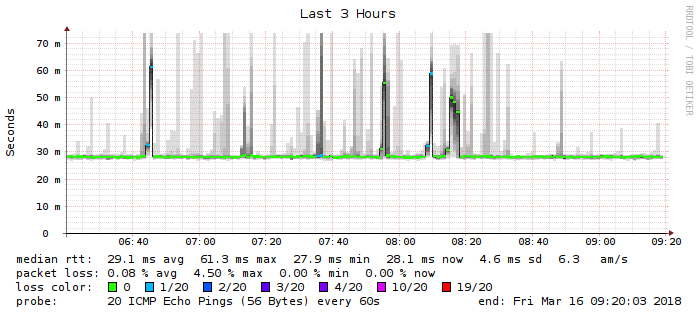 Last 3 Hours
RRDTOOL / TOBI OETIKER
Seconds
70 m
60 m
50 m
40 m
30 m
20 m
10 m
0
06:40 07:00 07:20 07:40 08:00 08:20 08:40 09:00 09:20
median rtt: 29.1 ms avg 61.3 ms max 27.9 ms min 28.1 ms now 4.6 ms sd 6.3 am/s
packet loss: 0.08 % avg 4.50 % max 0.00 % min 0.00 % now
loss color: 0 1/20 2/20 3/20 4/20 10/20 19/20
probe: 20 ICMP Echo Pings (56 Bytes) every 60s end: Fri Mar 16 09:20:03 2018